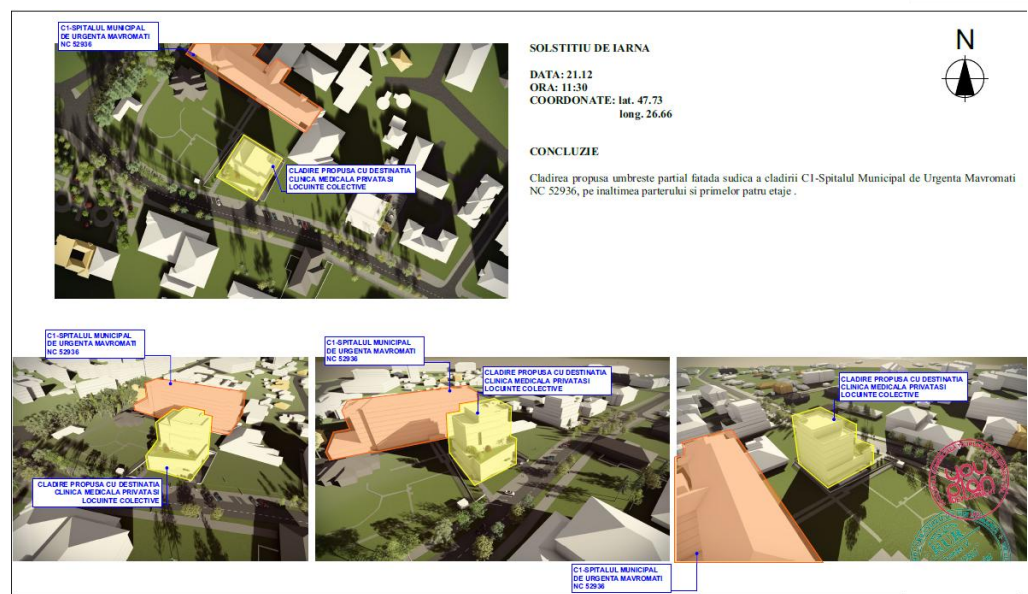 C1-SPITALUL MUNICIPAL
DE URGENTA MAVROMATI
NC 52936
CLADIRE PROPUSA CU DESTINATIA
CLINICA MEDICALA PRIVATA SI
LOCUINTE COLECTIVE
SOLSTITIU DE IARNA
DATA: 21.12
ORA: 11:30
COORDONATE: lat. 47.73
long. 26.66
N
CONCLUZIE
Cladirea propusa umbreste partial fatada sudica a cladirii C1-Spitalul Municipal de Urgenta Mavromati
NC 52936, pe inaltimea parterului si primelor patru etaje .
C1-SPITALUL MUNICIPAL
DE URGENTA MAVROMATI
NC 52936
CLADIRE PROPUSA CU DESTINATIA
CLINICA MEDICALA PRIVATA SI
LOCUINTE COLECTIVE
C1-SPITALUL MUNICIPAL
DE URGENTA MAVROMATI
NC 52936
CLADIRE PROPUSA CU DESTINATIA
CLINICA MEDICALA PRIVATA SI
LOCUINTE COLECTIVE
CLADIRE PROPUSA CU DESTINATIA
CLINICA MEDICALA PRIVATA SI
LOCUINTE COLECTIVE
C1-SPITALUL MUNICIPAL
DE URGENTA MAVROMATI
NC 52936